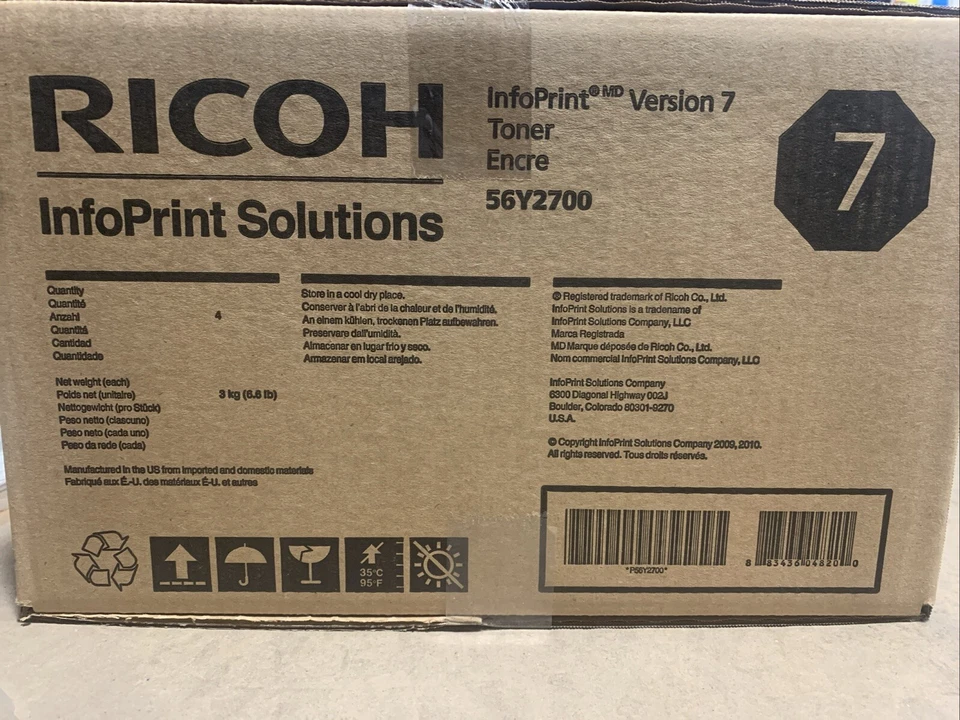 RICOH
InfoPrint Solutions
InfoPrint®MD Version 7
Toner
Encre
56Y2700
7
Quantity
Quantité
Anzahl 4
Quantità
Cantidad
Quantidade
Net weight (each)
Poids net (unitaire) 3 kg (6.6 lb)
Nettogewicht (pro Stück)
Peso netto (ciascuno)
Peso neto (cada uno)
Peso da rede (cada)
Manufactured in the US from imported and domestic materials
Fabriqué aux É.-U. des matériaux É-U. et autres
Store in a cool dry place.
Conserver à l'abri de la chaleur et de l'humidité.
An einem kühlen, trockenen Platz aufbewahren.
Preservare dall'umidità.
Almacenar en lugar frio y seco.
Armazenar em local arejado.
® Registered trademark of Ricoh Co., Ltd.
InfoPrint Solutions is a tradename of
InfoPrint Solutions Company, LLC
Marca Registrada
MD Marque déposée de Ricoh Co., Ltd.
Nom commercial InfoPrint Solutions Company, LLC
InfoPrint Solutions Company
6300 Diagonal Highway 002J
Boulder, Colorado 80301-9270
U.S.A.
© Copyright InfoPrint Solutions Company 2009, 2010.
All rights reserved. Tous droits réservés.
35°C
95°F
*P56Y2700*
8 83436 04820 0